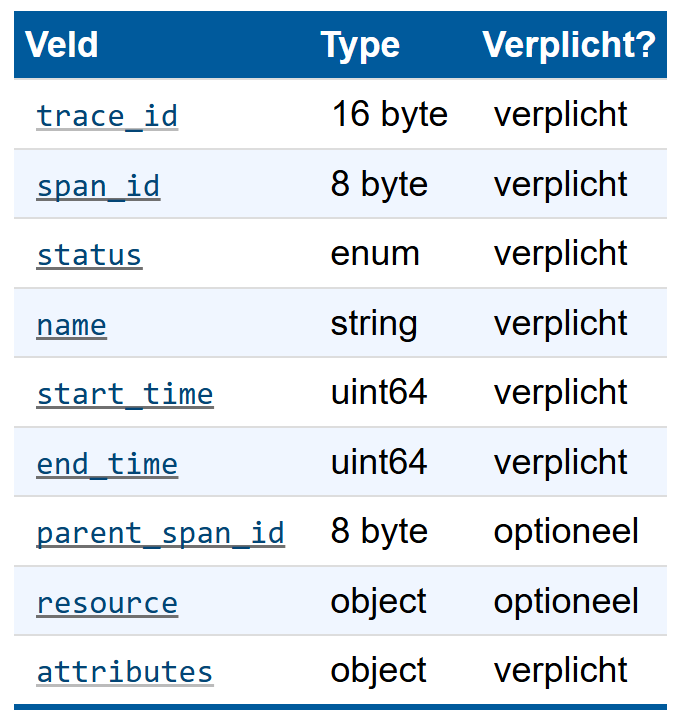 Veld Type Verplicht?
trace_id 16 byte verplicht
span_id 8 byte verplicht
status enum verplicht
name string verplicht
start_time uint64 verplicht
end_time uint64 verplicht
parent_span_id 8 byte optioneel
resource object optioneel
attributes object verplicht